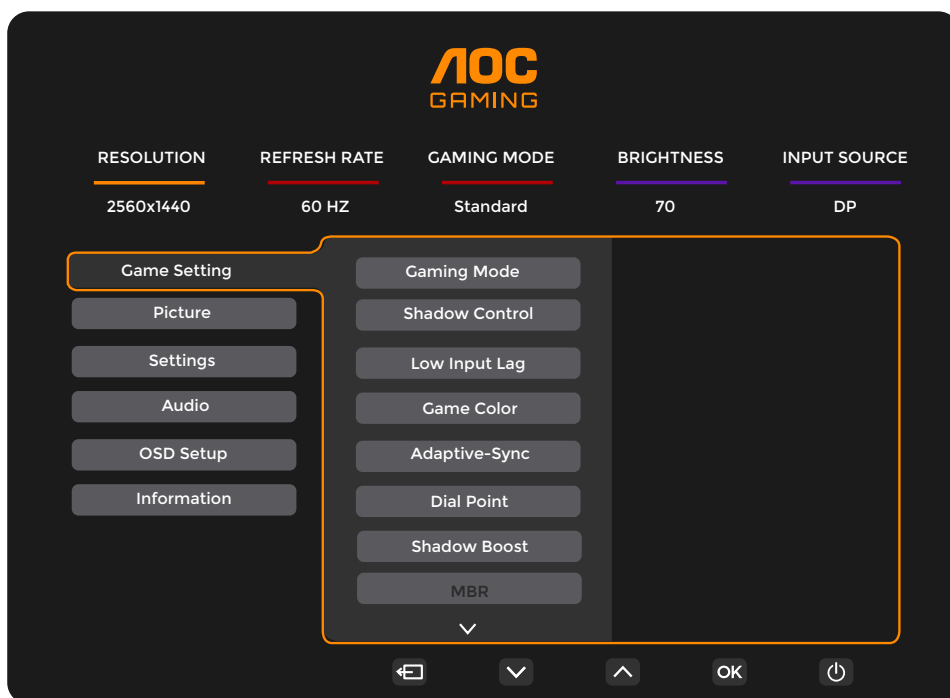 AOC
GAMING
RESOLUTION REFRESH RATE GAMING MODE BRIGHTNESS INPUT SOURCE
2560x1440 60 HZ Standard 70 DP
Game Setting
Picture
Settings
Audio
OSD Setup
Information
Gaming Mode
Shadow Control
Low Input Lag
Game Color
Adaptive-Sync
Dial Point
Shadow Boost
MBR
OK